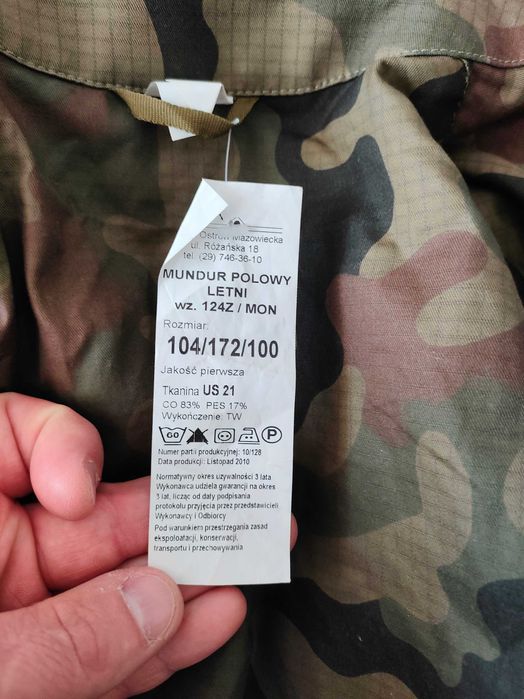 Ostrów Mazowiecka
ul. Różańska 18
tel. (29) 746-36-10
MUNDUR POLOWY
LETNI
wz. 124Z / MON
Rozmiar:
104/172/100
Jakość pierwsza
Tkanina US 21
CO 83% PES 17%
Wykończenie: TW
60 P
Numer partii produkcyjnej: 10/128
Data produkcji: Listopad 2010
Normatywny okres używalności 3 lata
Wykonawca udziela gwarancji na okres
3 lat, licząc od daty podpisania
protokołu przyjęcia przez przedstawicieli
Wykonawcy i Odbiorcy
Pod warunkiem przestrzegania zasad
eksploatacji, konserwacji,
transportu i przechowywania